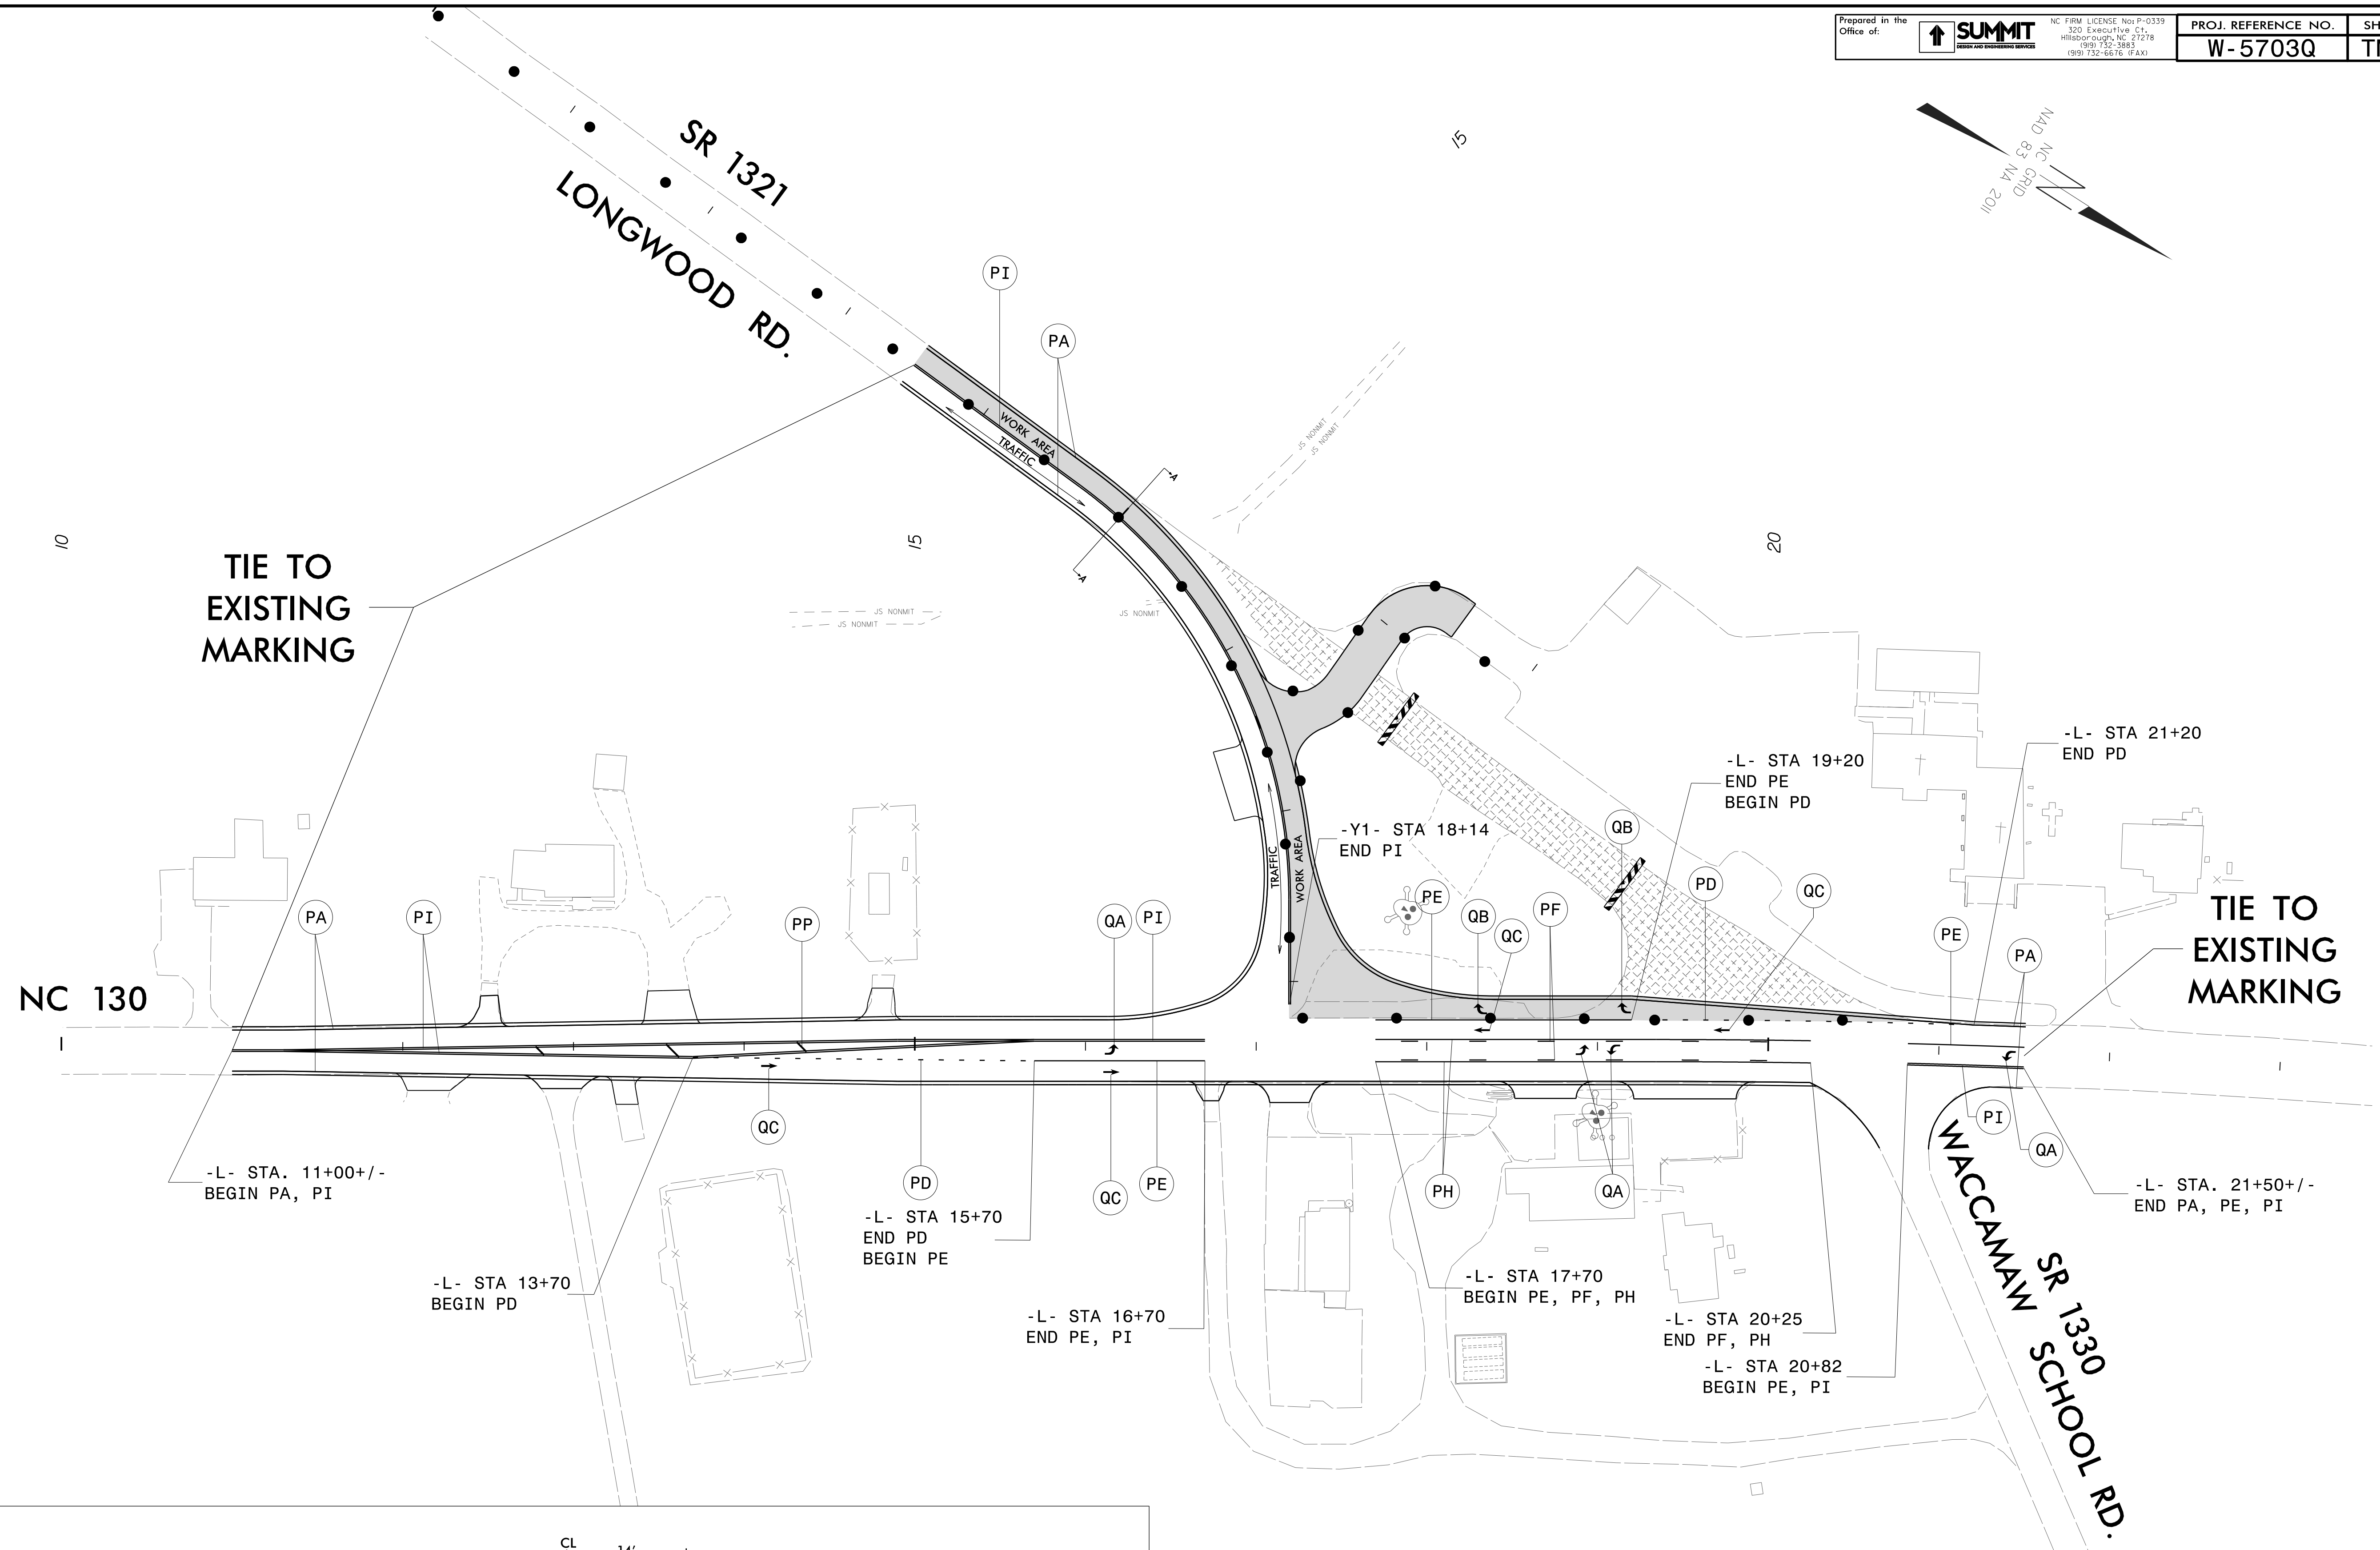 Prepared in the
Office of:
SUMMIT
DESIGN AND ENGINEERING SERVICES
NC FIRM LICENSE No: P-0339
320 Executive Ct.
Hillsborough, NC 27278
(919) 732-3883
(919) 732-6676 (FAX)
PROJ. REFERENCE NO.
W-5703Q
NC GRID
NAD 83 NA 2011
SR 1321
LONGWOOD RD.
15
PI
PA
WORK AREA
TRAFFIC
A
A
JS NONMIT
JS NONMIT
10
15
20
TIE TO
EXISTING
MARKING
JS NONMIT
JS NONMIT
JS NONMIT
-L- STA 21+20
END PD
-L- STA 19+20
END PE
BEGIN PD
-Y1- STA 18+14
END PI
TRAFFIC
WORK AREA
QB
PE
QB
QC
PF
PD
QC
PE
PA
TIE TO
EXISTING
MARKING
NC 130
PA
PI
PP
QA
PI
QC
PD
QC
PE
PH
QA
PI
QA
-L- STA. 11+00+/-
BEGIN PA, PI
-L- STA 13+70
BEGIN PD
-L- STA 15+70
END PD
BEGIN PE
-L- STA 16+70
END PE, PI
-L- STA 17+70
BEGIN PE, PF, PH
-L- STA 20+25
END PF, PH
-L- STA 20+82
BEGIN PE, PI
-L- STA. 21+50+/-
END PA, PE, PI
SR 1330
WACCAMAW SCHOOL RD.
CL
14'